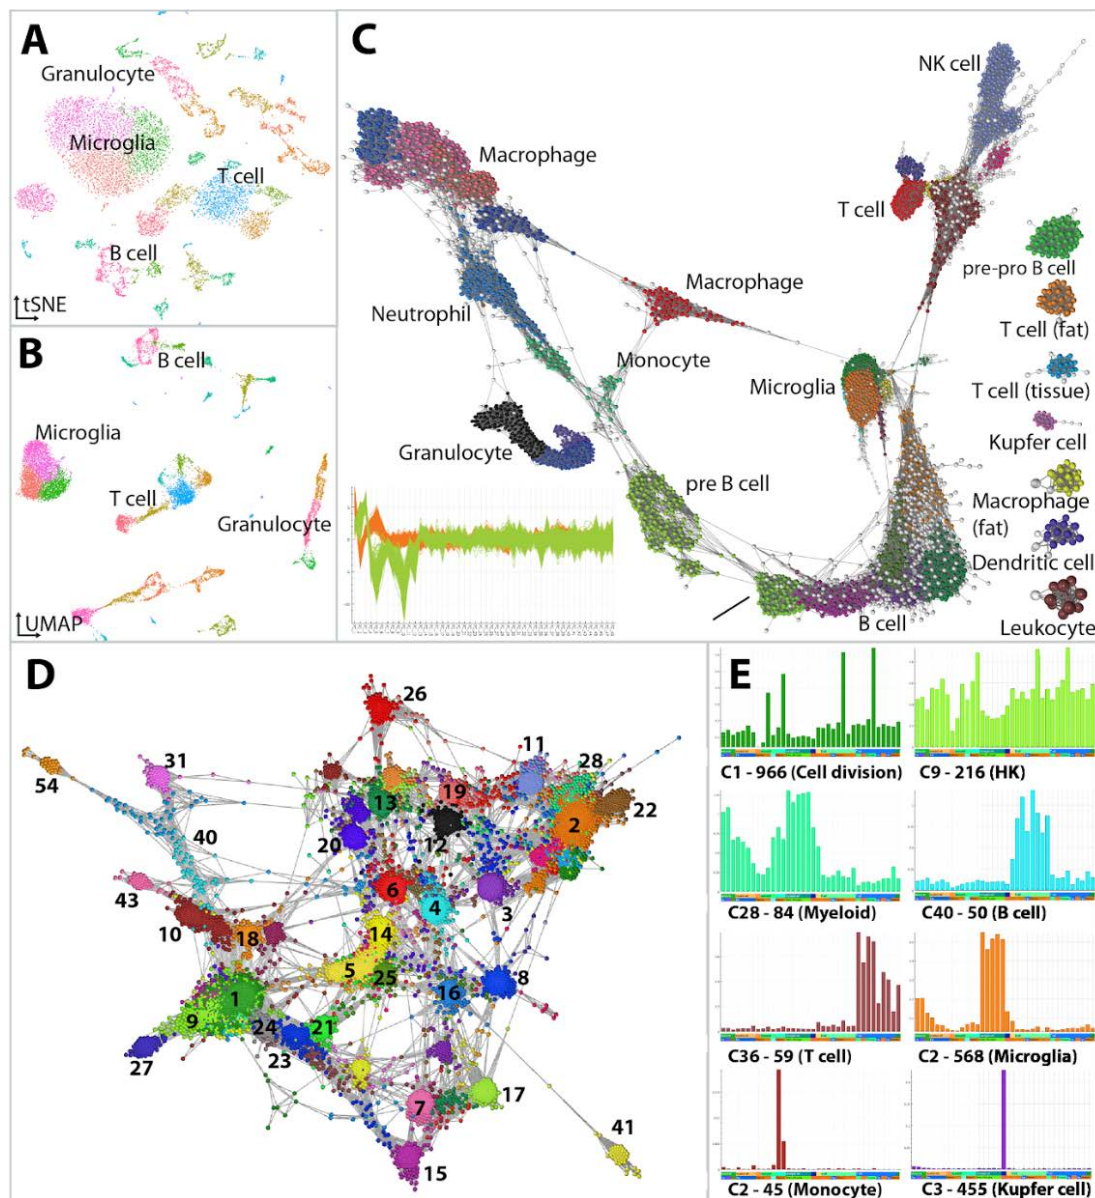 A
Granulocyte
Microglia
T cell
B cell
tSNE
B
B cell
Microglia
T cell
Granulocyte
UMAP
C
NK cell
Macrophage
T cell
pre-pro B cell
Macrophage
Neutrophil
T cell (fat)
Monocyte
Microglia
T cell (tissue)
Kupfer cell
Granulocyte
pre B cell
Macrophage
(fat)
Dendritic cell
B cell
Leukocyte
D
26
54
31
11
28
13
19
22
2
20
12
40
6
43
4
3
10
18
14
5
25
8
1
16
9
24
21
23
27
17
7
41
15
E
C1 - 966 (Cell division)
C9 - 216 (HK)
C28 - 84 (Myeloid)
C40 - 50 (B cell)
C36 - 59 (T cell)
C2 - 568 (Microglia)
C2 - 45 (Monocyte)
C3 - 455 (Kupfer cell)